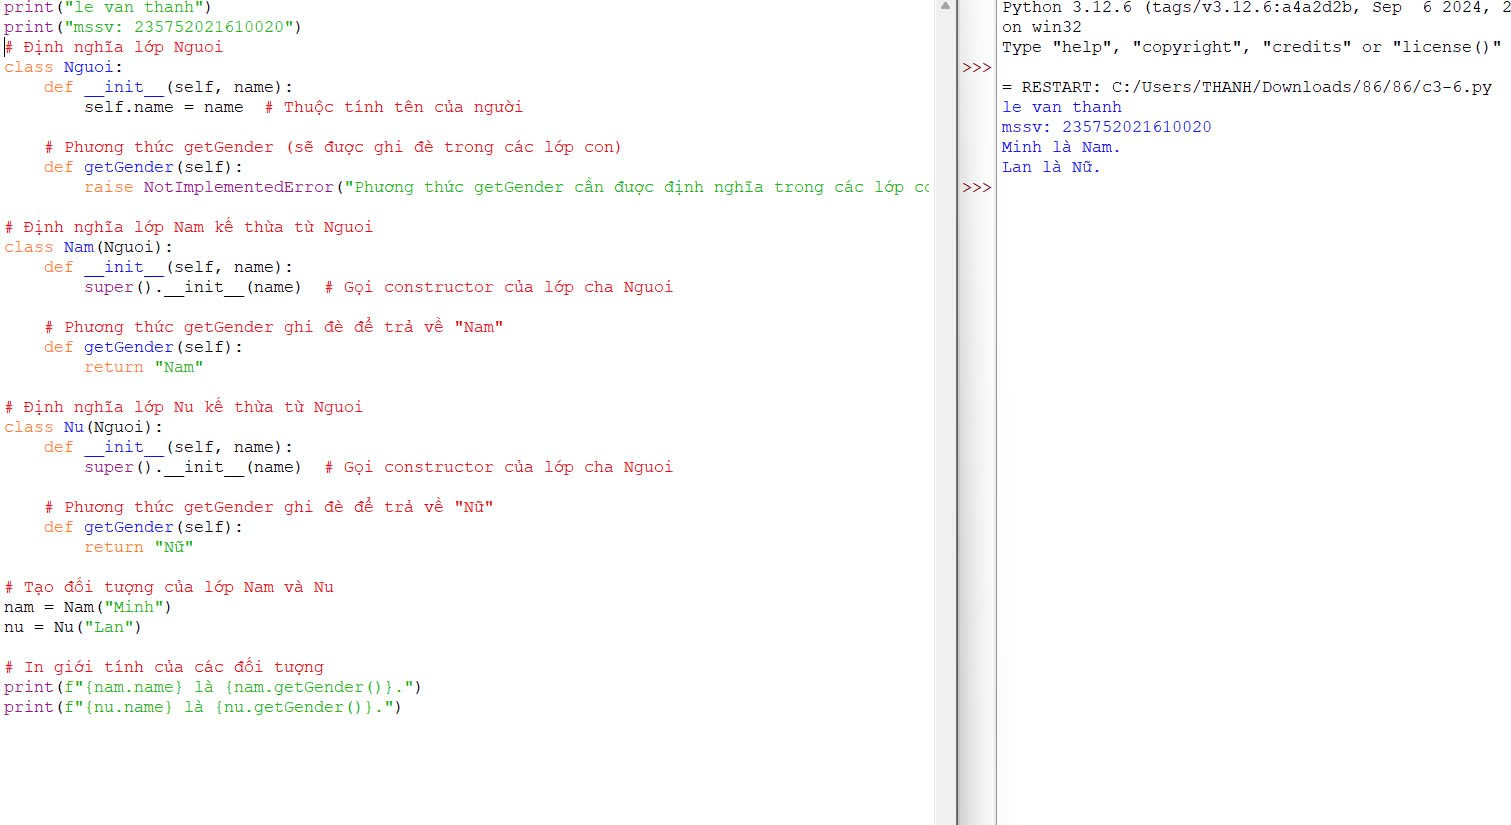 print("le van thanh")
print("mssv: 235752021610020")
# Định nghĩa lớp Nguoi
class Nguoi:
    def __init__(self, name):
        self.name = name  # Thuộc tính tên của người

    # Phương thức getGender (sẽ được ghi đè trong các lớp con)
    def getGender(self):
        raise NotImplementedError("Phương thức getGender cần được định nghĩa trong các lớp

# Định nghĩa lớp Nam kế thừa từ Nguoi
class Nam(Nguoi):
    def __init__(self, name):
        super().__init__(name)  # Gọi constructor của lớp cha Nguoi

    # Phương thức getGender ghi đè để trả về "Nam"
    def getGender(self):
        return "Nam"

# Định nghĩa lớp Nu kế thừa từ Nguoi
class Nu(Nguoi):
    def __init__(self, name):
        super().__init__(name)  # Gọi constructor của lớp cha Nguoi

    # Phương thức getGender ghi đè để trả về "Nữ"
    def getGender(self):
        return "Nữ"

# Tạo đối tượng của lớp Nam và Nu
nam = Nam("Minh")
nu = Nu("Lan")

# In giới tính của các đối tượng
print(f"{nam.name} là {nam.getGender()}.")
print(f"{nu.name} là {nu.getGender()}.")
Python 3.12.6 (tags/v3.12.6:a4a2d2b, Sep  6 2024, 2
on win32
Type "help", "copyright", "credits" or "license()"
>>>
= RESTART: C:/Users/THANH/Downloads/86/86/c3-6.py
le van thanh
mssv: 235752021610020
Minh là Nam.
Lan là Nữ.
>>>